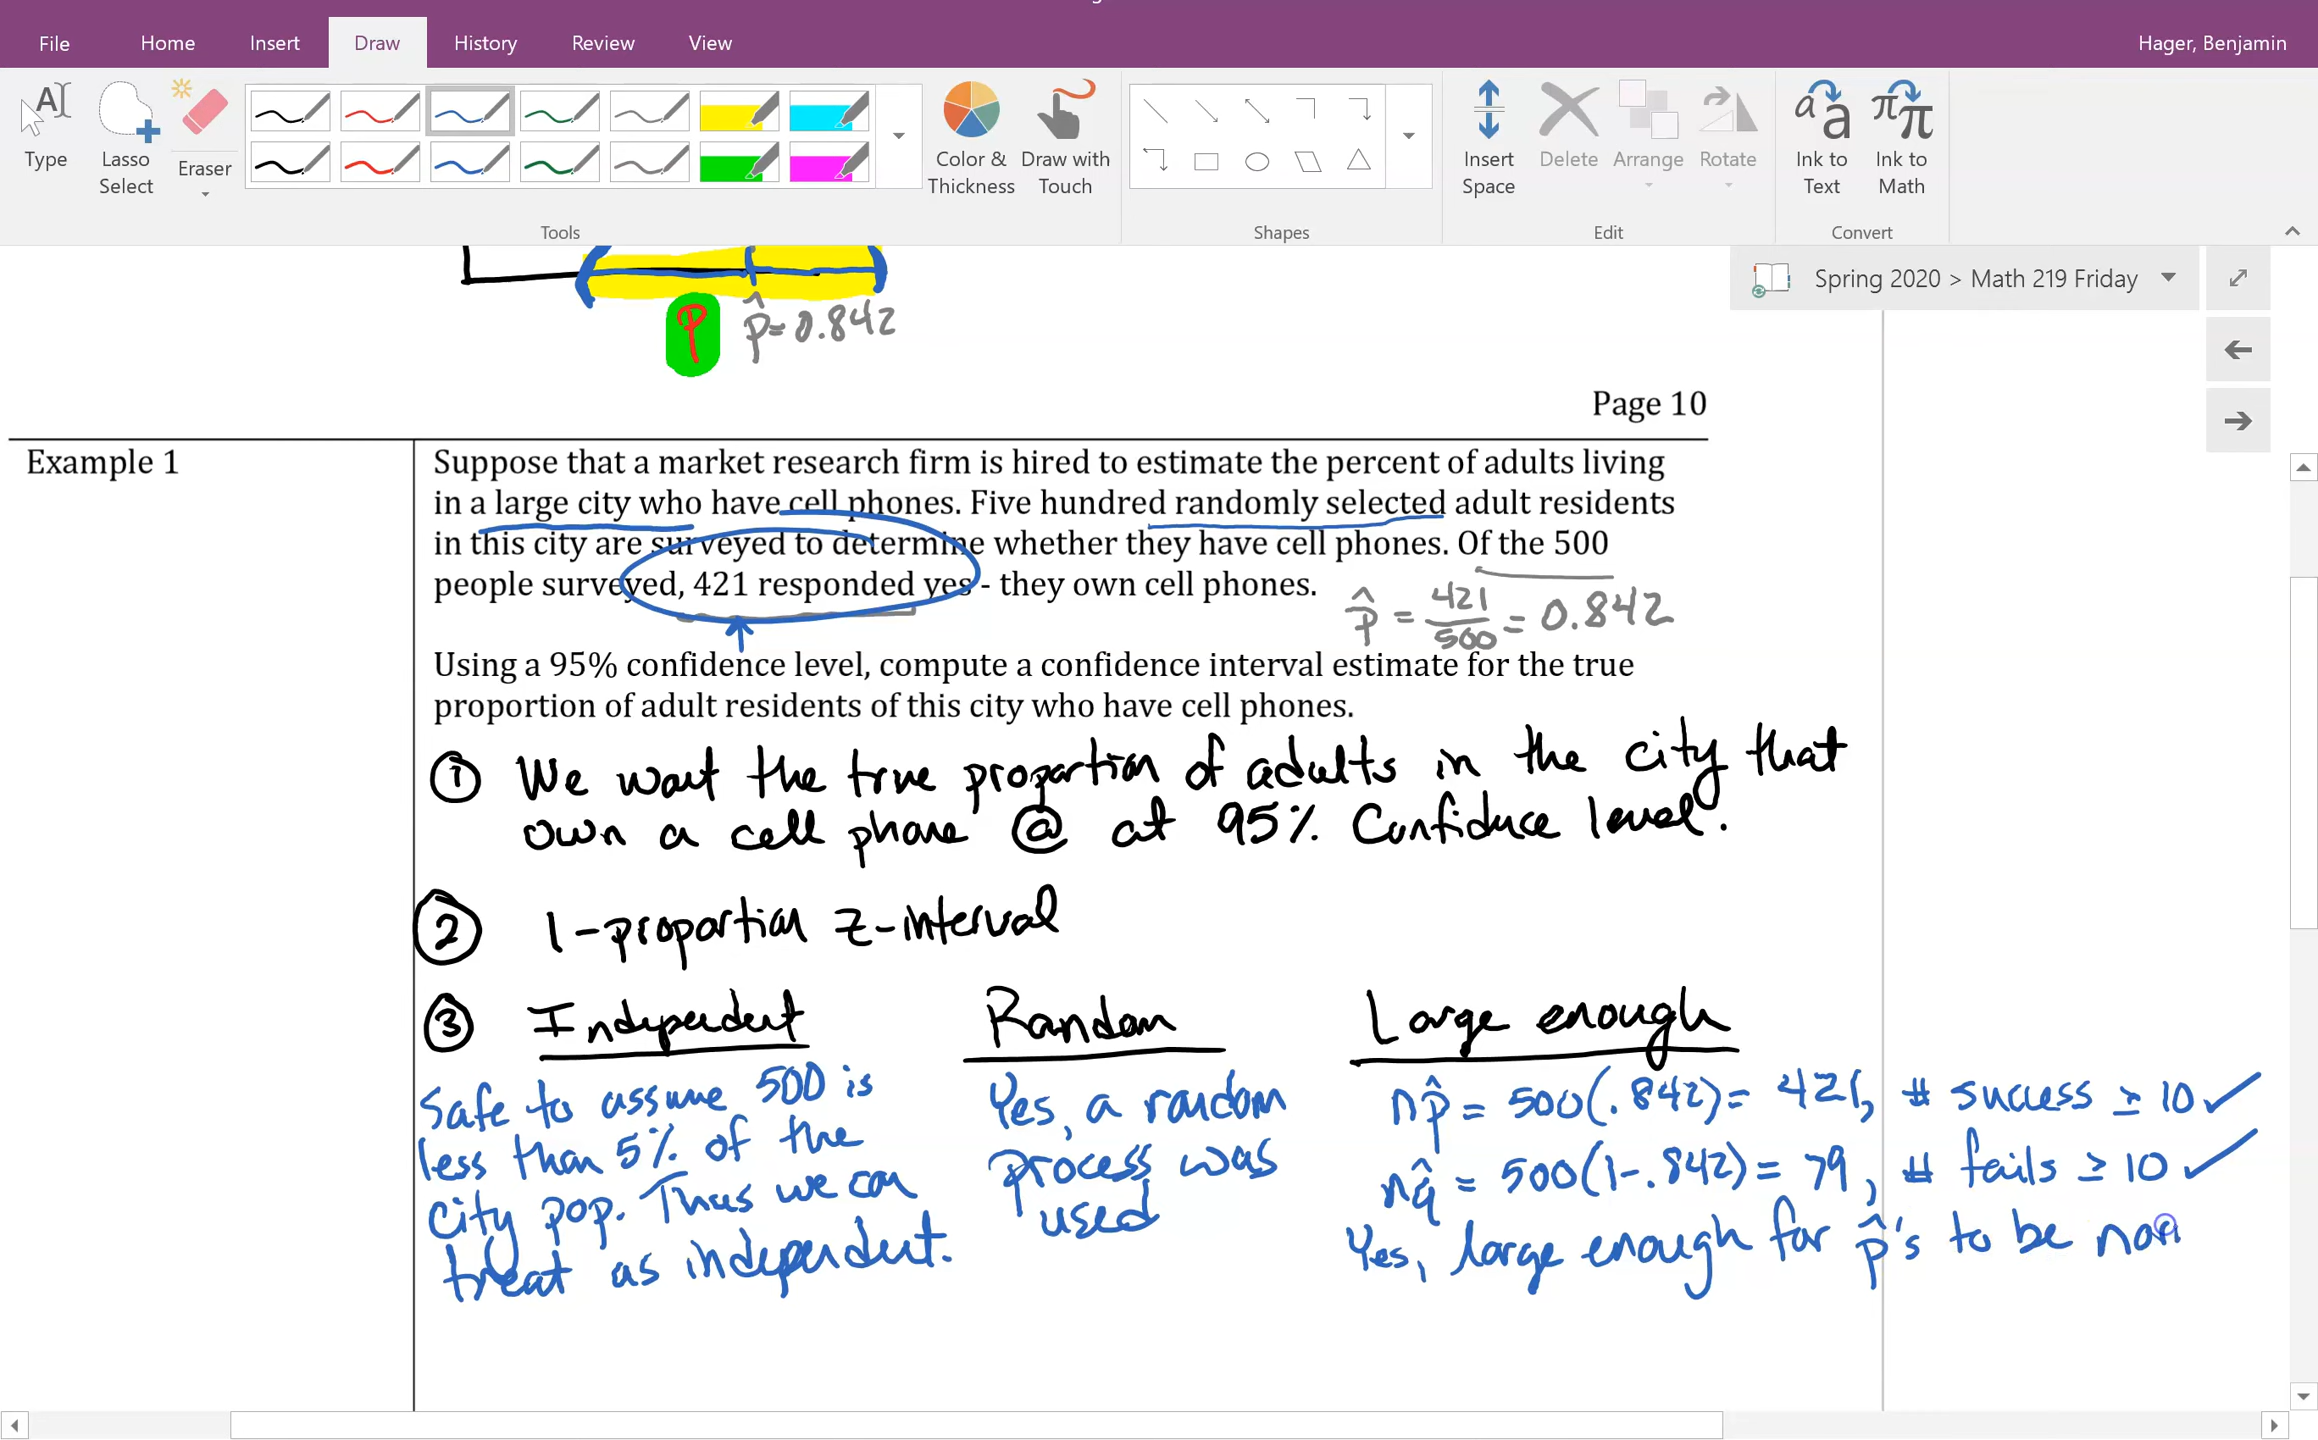 File Home Insert Draw History Review View Hager, Benjamin
Type
Lasso Select
Eraser
Color & Thickness
Draw with Touch
Insert Space
Delete
Arrange
Rotate
Ink to Text
Ink to Math
Tools Shapes Edit Convert
Spring 2020 > Math 219 Friday
P p̂ = 0.842
Page 10
Example 1
Suppose that a market research firm is hired to estimate the percent of adults living
in a large city who have cell phones. Five hundred randomly selected adult residents
in this city are surveyed to determine whether they have cell phones. Of the 500
people surveyed, 421 responded yes - they own cell phones.
p̂ = 421/500 = 0.842
Using a 95% confidence level, compute a confidence interval estimate for the true
proportion of adult residents of this city who have cell phones.
① We want the true proportion of adults in the city that
own a cell phone @ at 95% Confidence level.
② 1-proportion z-interval
③ Independent Random Large enough
Safe to assume 500 is
less than 5% of the
city pop. Thus we can
treat as independent.
Yes, a random
process was
used
np̂ = 500(.842) = 421, # success ≥ 10 ✓
nq̂ = 500(1-.842) = 79, # fails ≥ 10 ✓
Yes, large enough for p̂'s to be nor